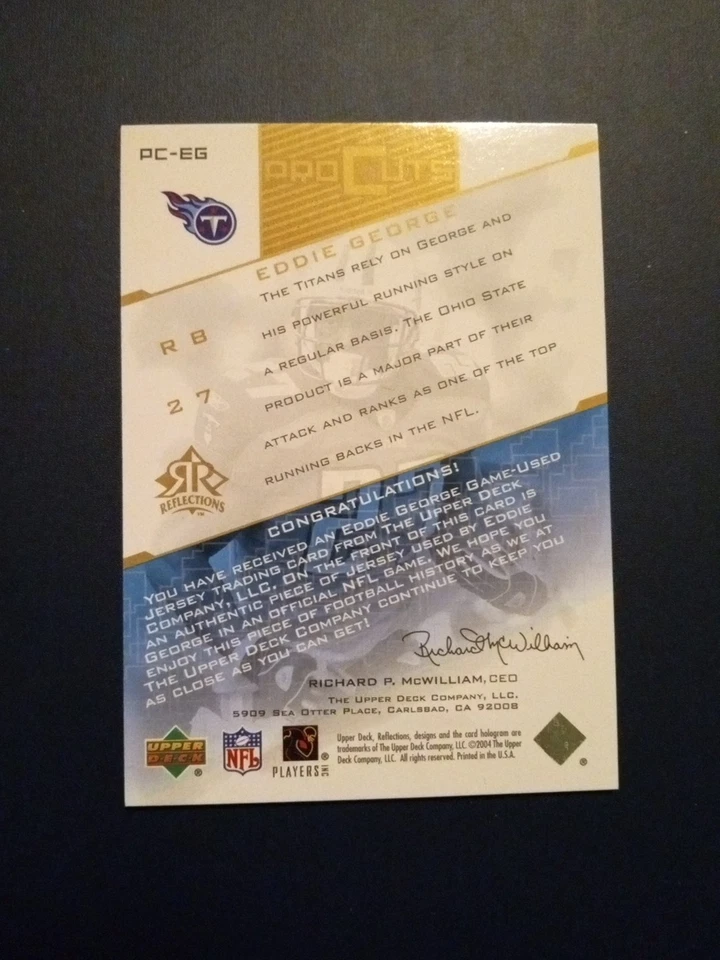 PC-EG
PRO CUTS
T
EDDIE GEORGE
THE TITANS RELY ON GEORGE AND
HIS POWERFUL RUNNING STYLE ON
A REGULAR BASIS. THE OHIO STATE
PRODUCT IS A MAJOR PART OF THEIR
ATTACK AND RANKS AS ONE OF THE TOP
RUNNING BACKS IN THE NFL.
RB
27
RR
REFLECTIONS
CONGRATULATIONS!
YOU HAVE RECEIVED AN EDDIE GEORGE GAME-USED
JERSEY TRADING CARD FROM THE UPPER DECK
COMPANY, LLC. ON THE FRONT OF THIS CARD IS
AN AUTHENTIC PIECE OF JERSEY USED BY EDDIE
GEORGE IN AN OFFICIAL NFL GAME. WE HOPE YOU
ENJOY THIS PIECE OF FOOTBALL HISTORY AS WE AT
THE UPPER DECK COMPANY CONTINUE TO KEEP YOU
AS CLOSE AS YOU CAN GET!
Richard McWilliam
RICHARD P. MCWILLIAM, CEO
THE UPPER DECK COMPANY, LLC.
5909 SEA OTTER PLACE, CARLSBAD, CA 92008
UPPER DECK ®
NFL
PLAYERS INC ®
Upper Deck, Reflections, designs and the card hologram are
trademarks of The Upper Deck Company, LLC. ©2004 The Upper
Deck Company, LLC. All rights reserved. Printed in the U.S.A.
®